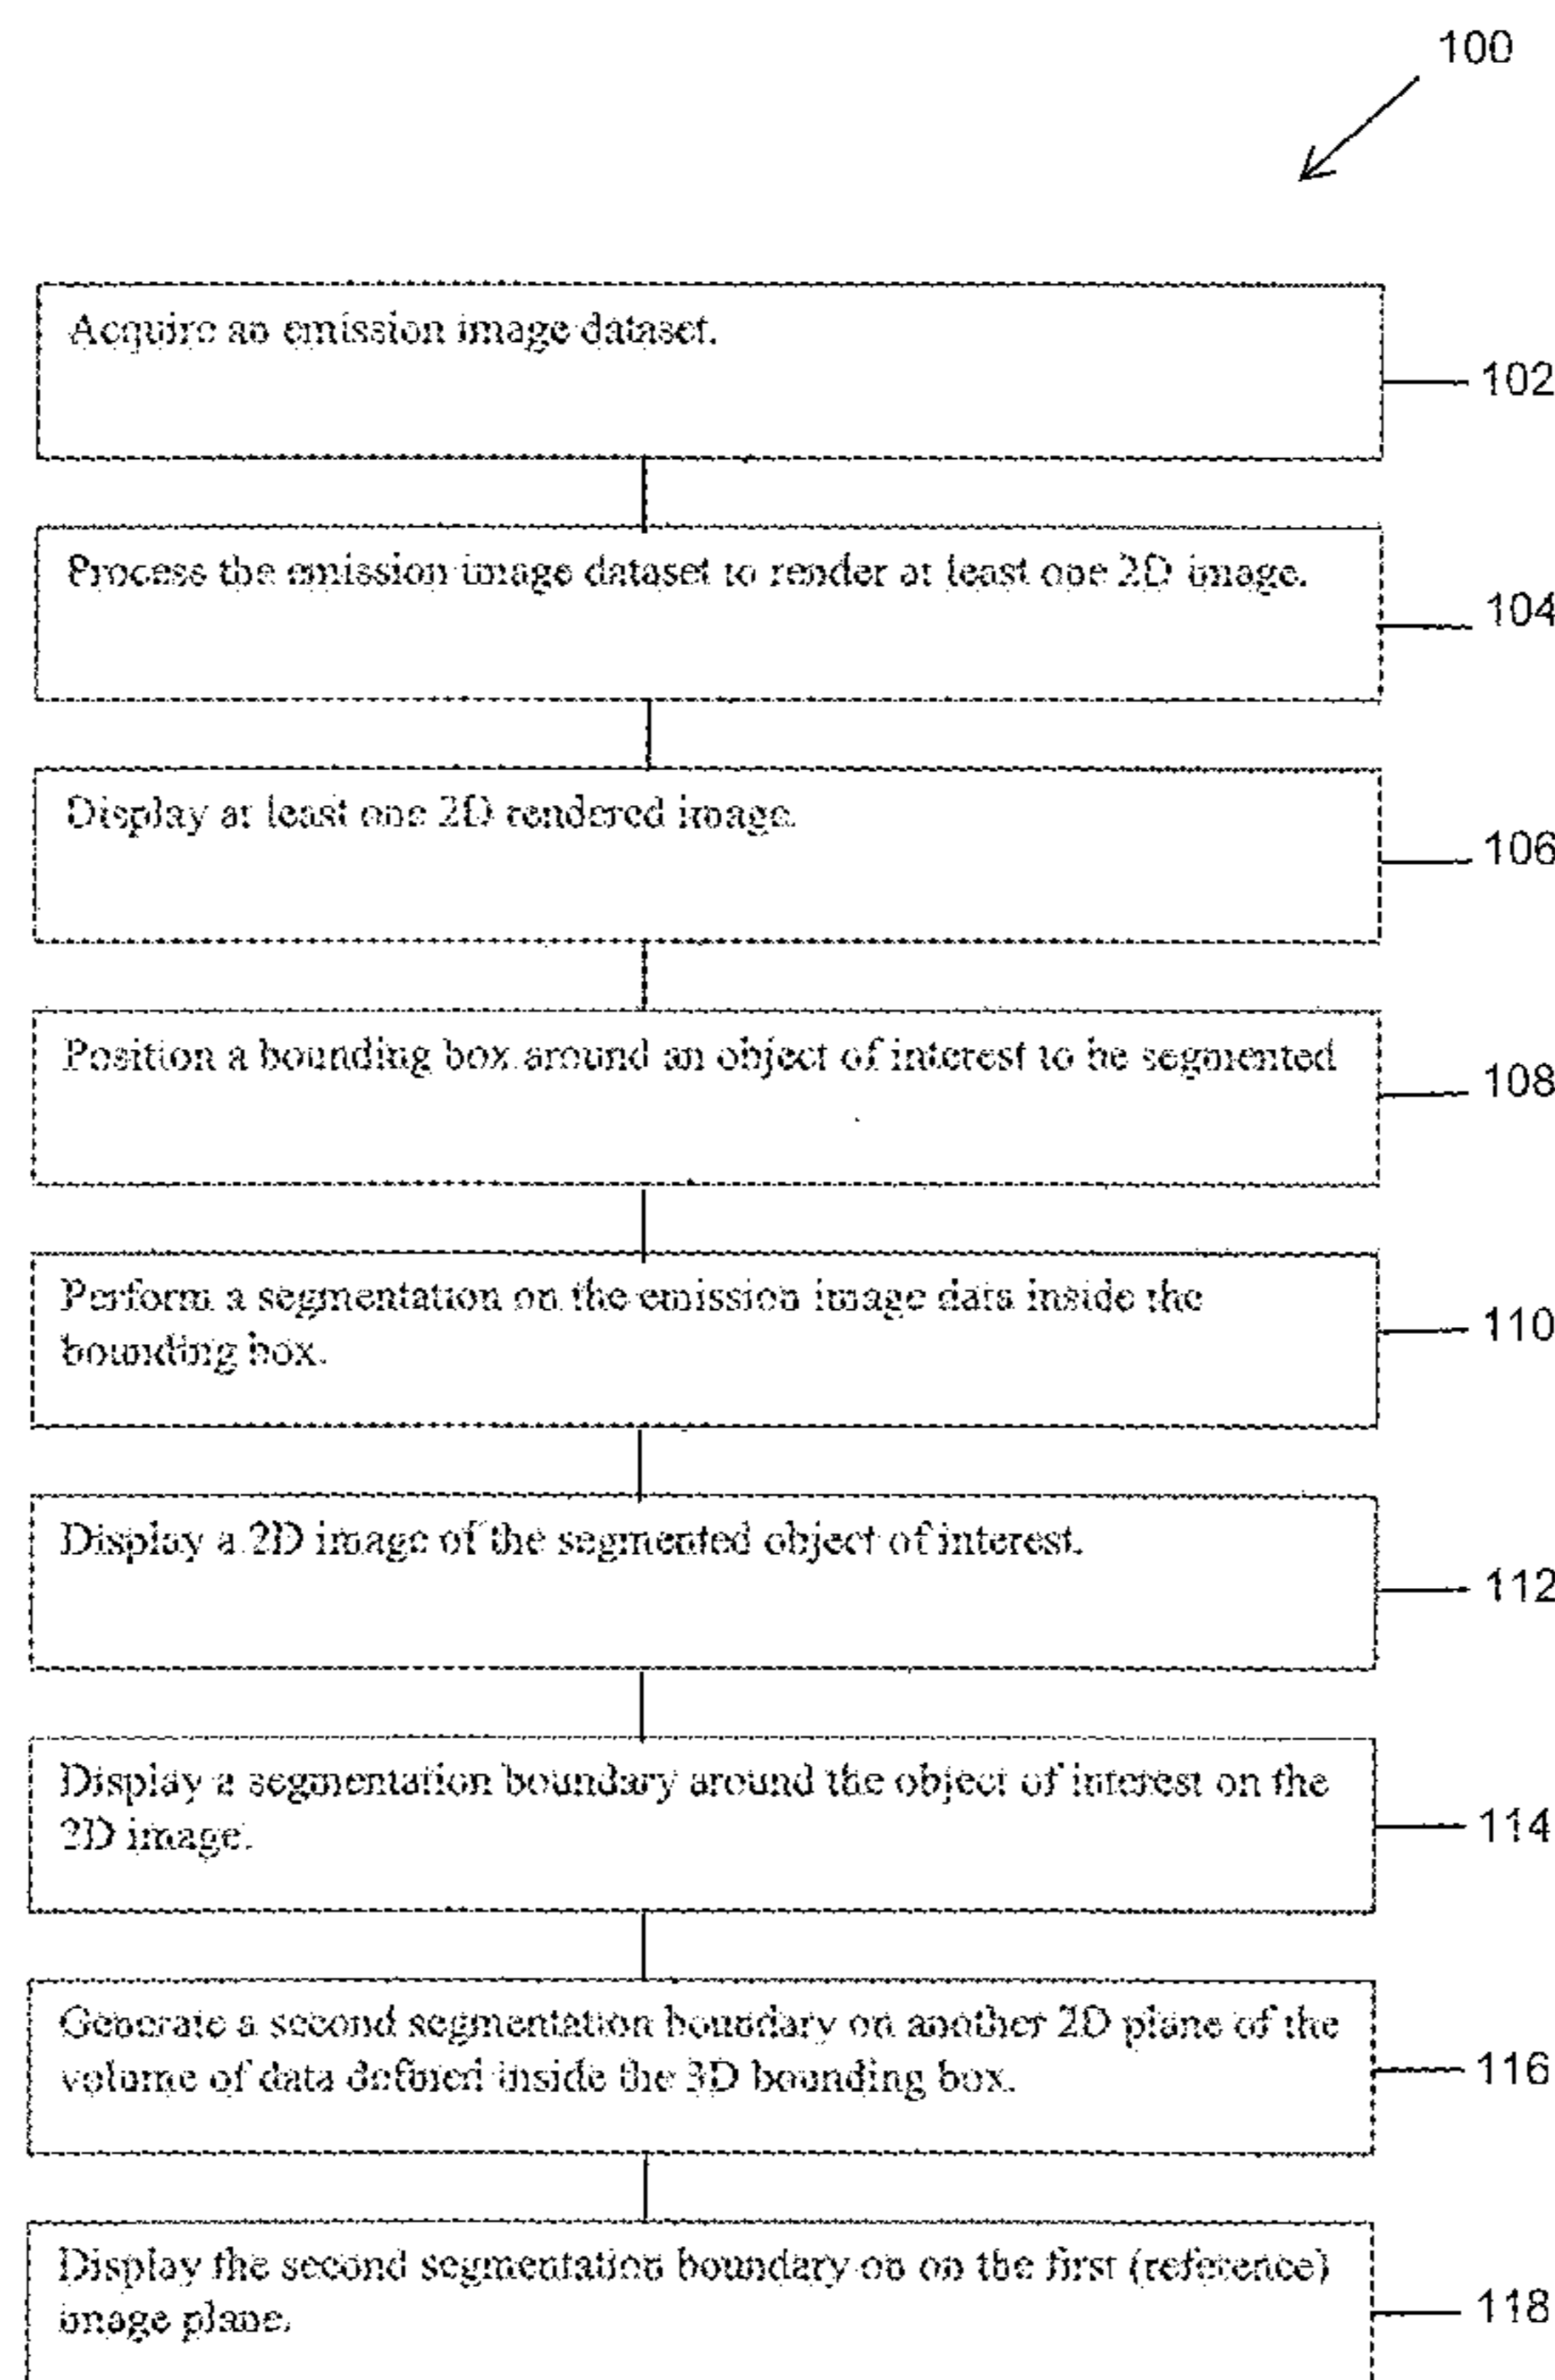 100
Acquire an emission image dataset.
102
Process the emission image dataset to render at least one 2D image.
104
Display at least one 2D rendered image.
106
Position a bounding box around an object of interest to be segmented
108
Perform a segmentation on the emission image data inside the
bounding box.
110
Display a 2D image of the segmented object of interest.
112
Display a segmentation boundary around the object of interest on the
2D image.
114
Generate a second segmentation boundary on another 2D plane of the
volume of data defined inside the 3D bounding box.
116
Display the second segmentation boundary on on the first (reference)
image plane.
118